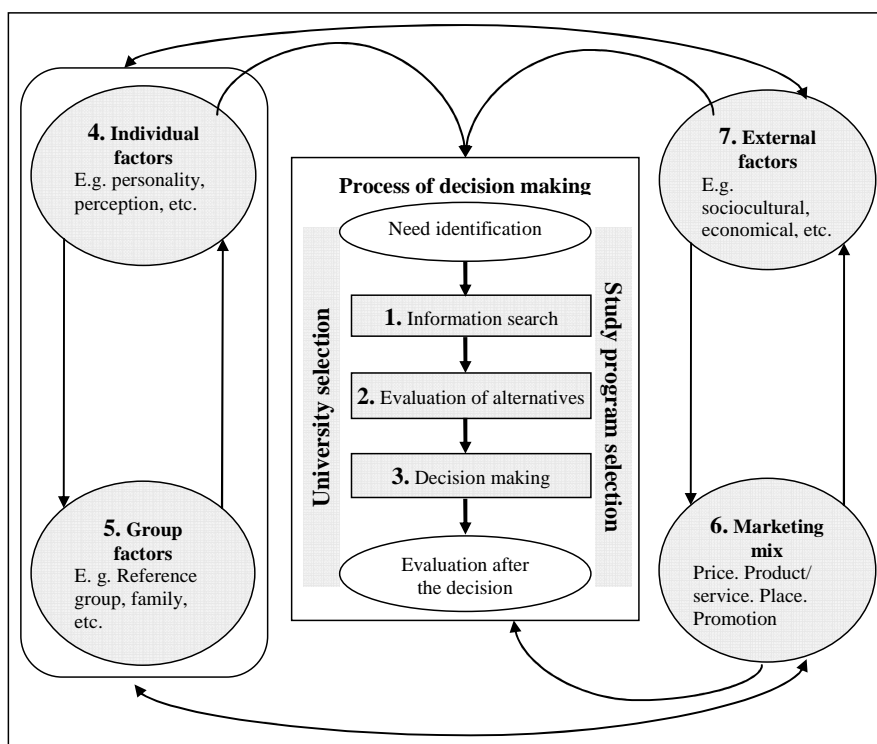 4. Individual
factors
E.g. personality,
perception, etc.
5. Group
factors
E. g. Reference
group, family,
etc.
Process of decision making
University selection
Need identification
1. Information search
2. Evaluation of alternatives
3. Decision making
Evaluation after
the decision
Study program selection
7. External
factors
E.g.
sociocultural,
economical, etc.
6. Marketing
mix
Price. Product/
service. Place.
Promotion